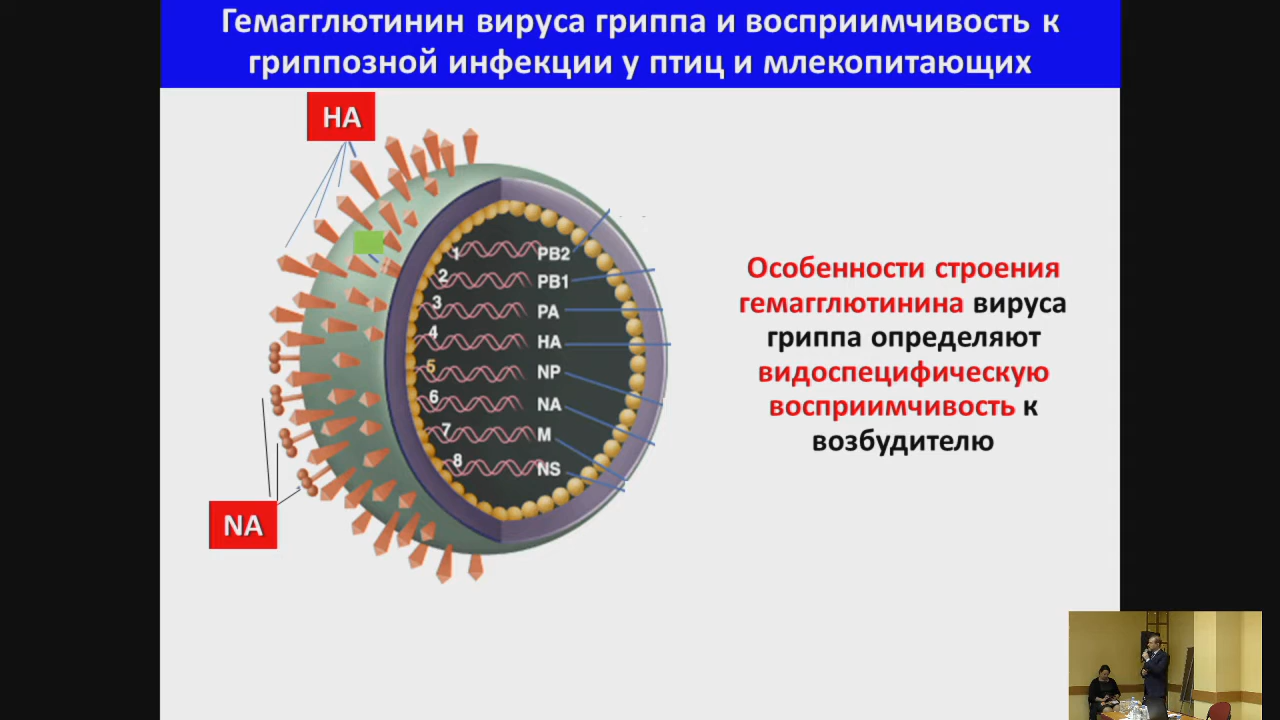 Гемагглютинин вируса гриппа и восприимчивость к
гриппозной инфекции у птиц и млекопитающих
HA
1 PB2
2 PB1
3 PA
4 HA
5 NP
6 NA
7 M
8 NS
NA
Особенности строения
гемагглютинина вируса
гриппа определяют
видоспецифическую
восприимчивость к
возбудителю